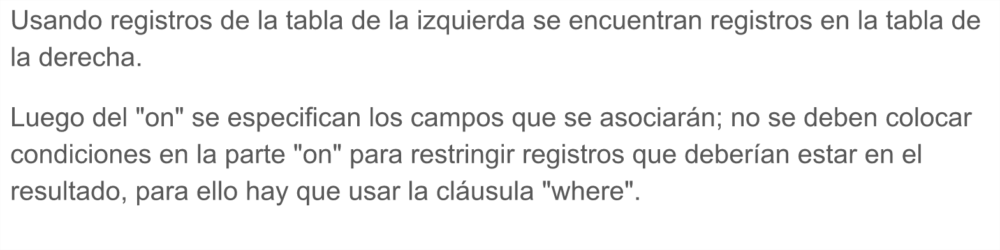 Usando registros de la tabla de la izquierda se encuentran registros en la tabla de
la derecha.
Luego del "on" se especifican los campos que se asociarán; no se deben colocar
condiciones en la parte "on" para restringir registros que deberían estar en el
resultado, para ello hay que usar la cláusula "where".